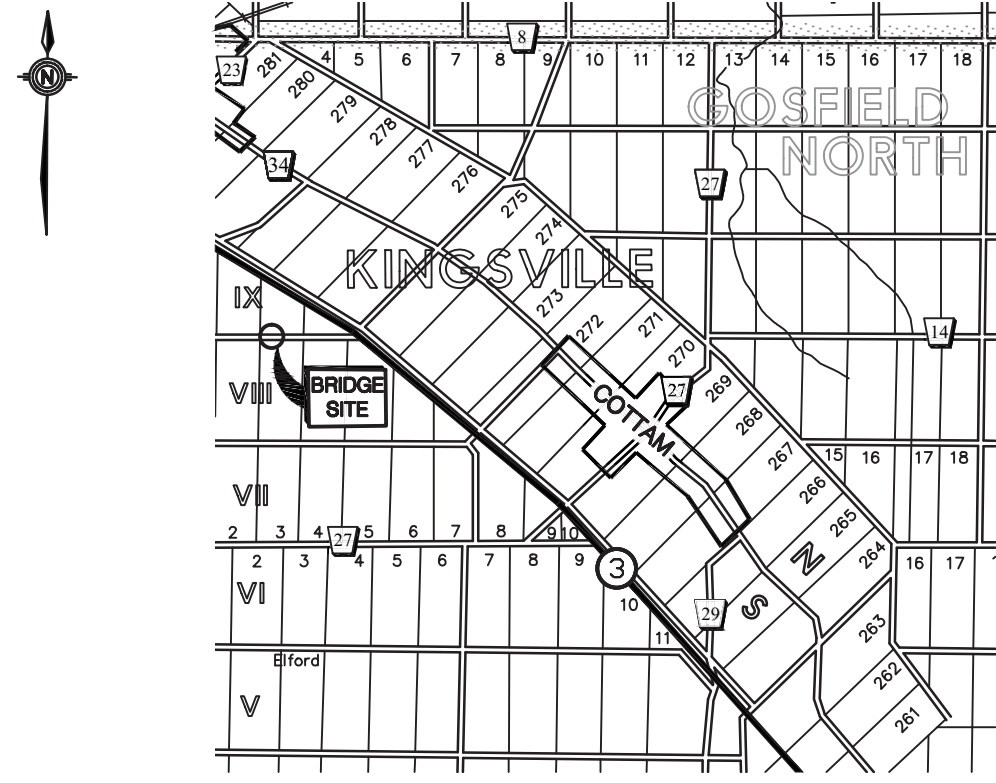 N
8
4 5 6 7 8 9 10 11 12 13 14 15 16 17 18
23
281 280 279 278 277 276 275 274 273 272 271 270 269 268 267 266 265 264 263 262 261
GOSFIELD
NORTH
34
27
KINGSVILLE
IX
14
BRIDGE
SITE
VIII
27
COTTAM
15 16 17 18
VII
2 3 4 5 6 7 8 9 10
27
2 3 4 5 6 7 8 9 10 11
3
16 17
N
S
VI
29
Elford
V